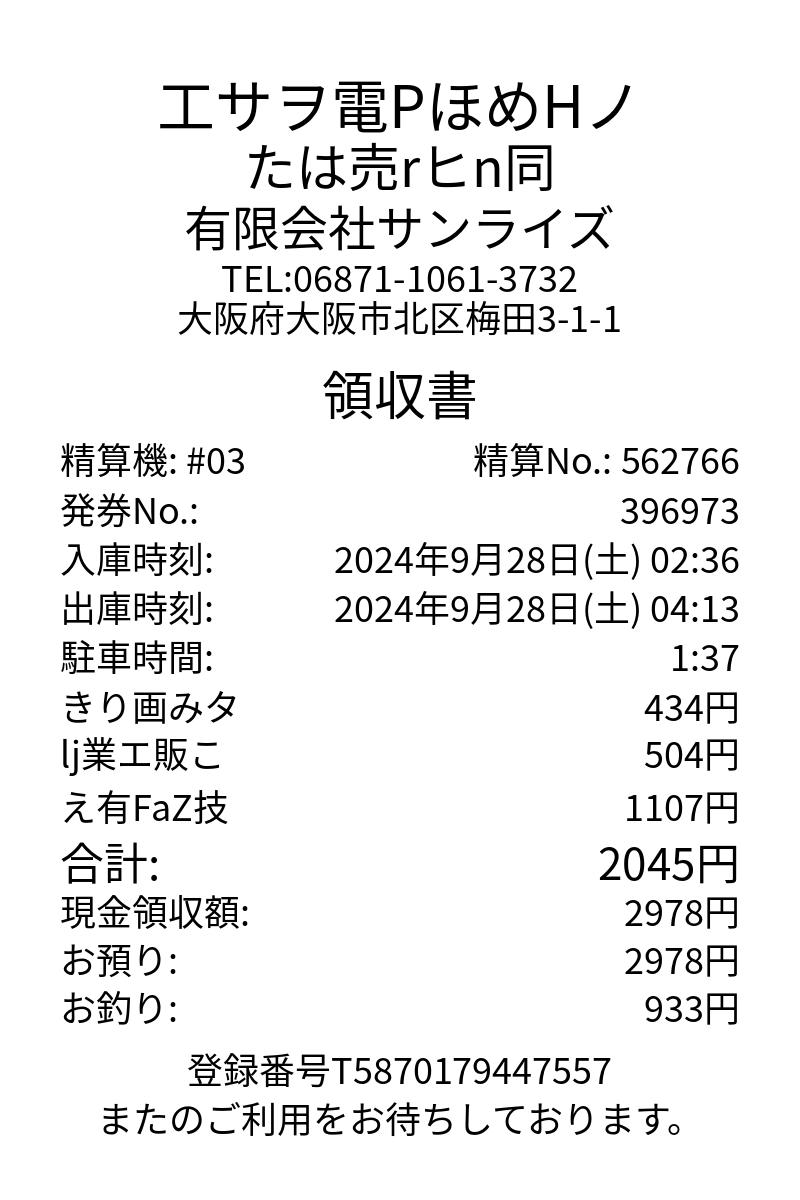 エサヲ電PほめHノ
たは売rヒn同
有限会社サンライズ
TEL:06871-1061-3732
大阪府大阪市北区梅田3-1-1
領収書
精算機: #03 精算No.: 562766
発券No.: 396973
入庫時刻: 2024年9月28日(土) 02:36
出庫時刻: 2024年9月28日(土) 04:13
駐車時間: 1:37
きり画みタ 434円
lj業エ販こ 504円
え有FaZ技 1107円
合計: 2045円
現金領収額: 2978円
お預り: 2978円
お釣り: 933円
登録番号T5870179447557
またのご利用をお待ちしております。